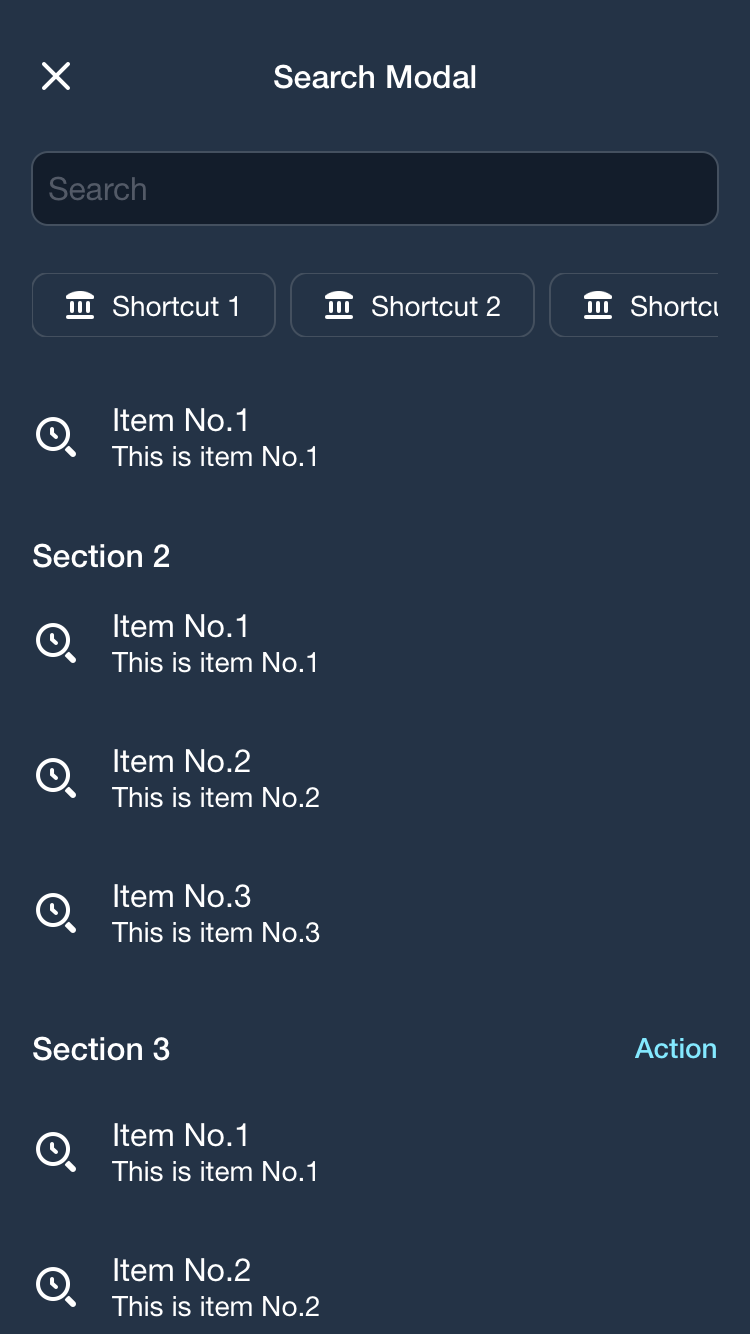 Search Modal
Search
Shortcut 1 Shortcut 2 Shortcu
Item No.1
This is item No.1
Section 2
Item No.1
This is item No.1
Item No.2
This is item No.2
Item No.3
This is item No.3
Section 3 Action
Item No.1
This is item No.1
Item No.2
This is item No.2